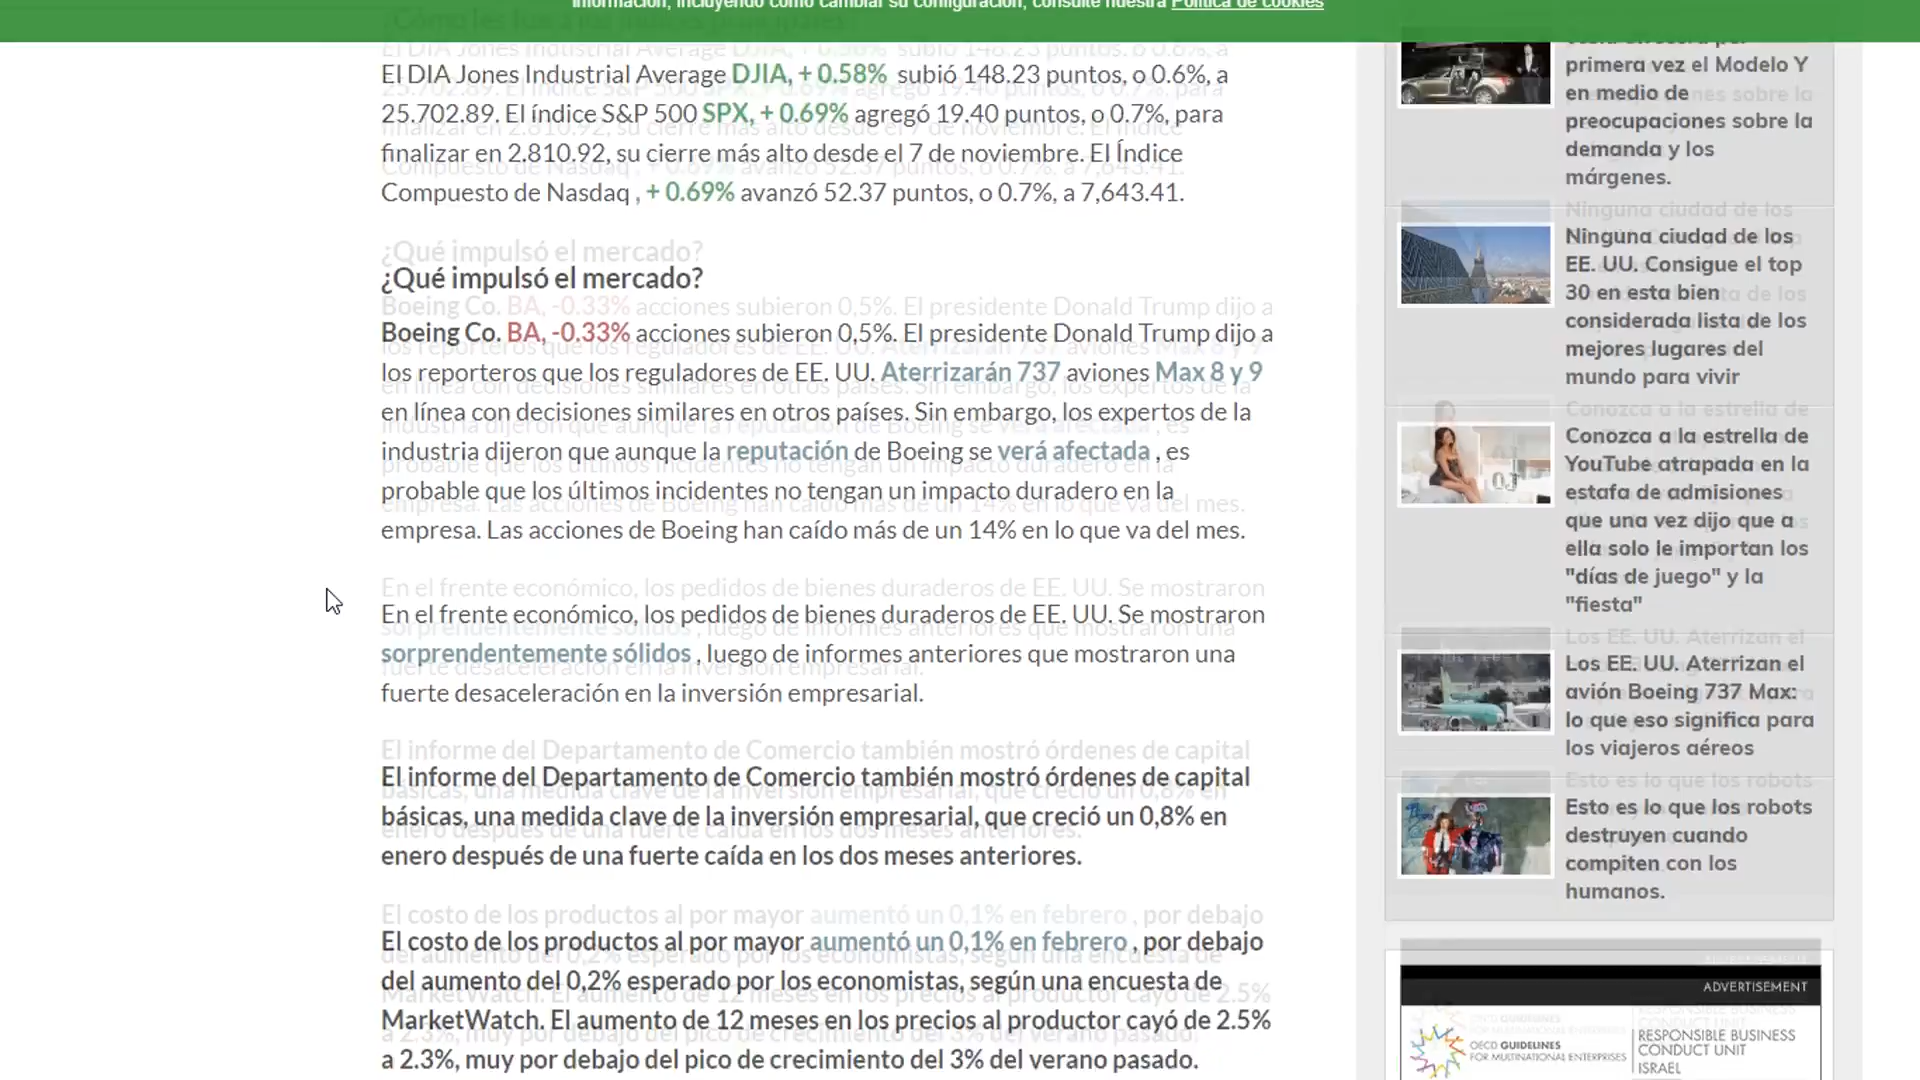 información, incluyendo cómo cambiar su configuración, consulte nuestra Política de cookies
El DIA Jones Industrial Average DJIA, + 0.58% subió 148.23 puntos, o 0.6%, a
25.702.89. El índice S&P 500 SPX, + 0.69% agregó 19.40 puntos, o 0.7%, para
finalizar en 2.810.92, su cierre más alto desde el 7 de noviembre. El Índice
Compuesto de Nasdaq , + 0.69% avanzó 52.37 puntos, o 0.7%, a 7,643.41.
¿Qué impulsó el mercado?
Boeing Co. BA, -0.33% acciones subieron 0,5%. El presidente Donald Trump dijo a
los reporteros que los reguladores de EE. UU. Aterrizarán 737 aviones Max 8 y 9
en línea con decisiones similares en otros países. Sin embargo, los expertos de la
industria dijeron que aunque la reputación de Boeing se verá afectada , es
probable que los últimos incidentes no tengan un impacto duradero en la
empresa. Las acciones de Boeing han caído más de un 14% en lo que va del mes.
En el frente económico, los pedidos de bienes duraderos de EE. UU. Se mostraron
sorprendentemente sólidos , luego de informes anteriores que mostraron una
fuerte desaceleración en la inversión empresarial.
El informe del Departamento de Comercio también mostró órdenes de capital
básicas, una medida clave de la inversión empresarial, que creció un 0,8% en
enero después de una fuerte caída en los dos meses anteriores.
El costo de los productos al por mayor aumentó un 0,1% en febrero , por debajo
del aumento del 0,2% esperado por los economistas, según una encuesta de
MarketWatch. El aumento de 12 meses en los precios al productor cayó de 2.5%
a 2.3%, muy por debajo del pico de crecimiento del 3% del verano pasado.
primera vez el Modelo Y
en medio de
preocupaciones sobre la
demanda y los
márgenes.
Ninguna ciudad de los
EE. UU. Consigue el top
30 en esta bien
considerada lista de los
mejores lugares del
mundo para vivir
Conozca a la estrella de
YouTube atrapada en la
estafa de admisiones
que una vez dijo que a
ella solo le importan los
"días de juego" y la
"fiesta"
Los EE. UU. Aterrizan el
avión Boeing 737 Max:
lo que eso significa para
los viajeros aéreos
Esto es lo que los robots
destruyen cuando
compiten con los
humanos.
ADVERTISEMENT
OECD GUIDELINES
FOR MULTINATIONAL ENTERPRISES
RESPONSIBLE BUSINESS
CONDUCT UNIT
ISRAEL